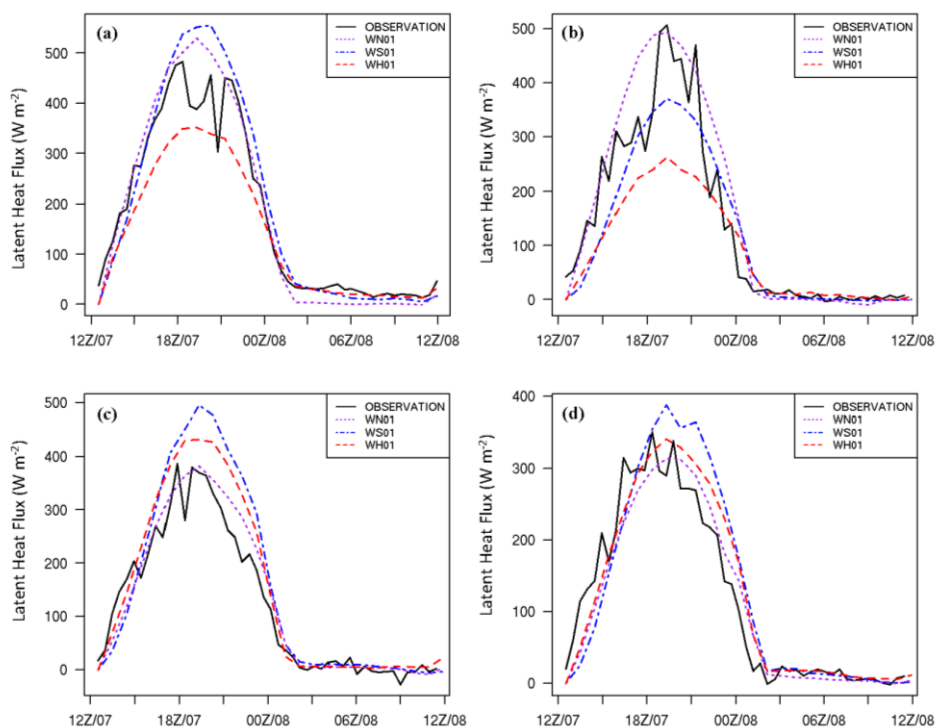 (a)
OBSERVATION
WN01
WS01
WH01
Latent Heat Flux (W m⁻²)
500
400
300
200
100
0
12Z/07 18Z/07 00Z/08 06Z/08 12Z/08
(b)
OBSERVATION
WN01
WS01
WH01
Latent Heat Flux (W m⁻²)
500
400
300
200
100
0
12Z/07 18Z/07 00Z/08 06Z/08 12Z/08
(c)
OBSERVATION
WN01
WS01
WH01
Latent Heat Flux (W m⁻²)
500
400
300
200
100
0
12Z/07 18Z/07 00Z/08 06Z/08 12Z/08
(d)
OBSERVATION
WN01
WS01
WH01
Latent Heat Flux (W m⁻²)
400
300
200
100
0
12Z/07 18Z/07 00Z/08 06Z/08 12Z/08